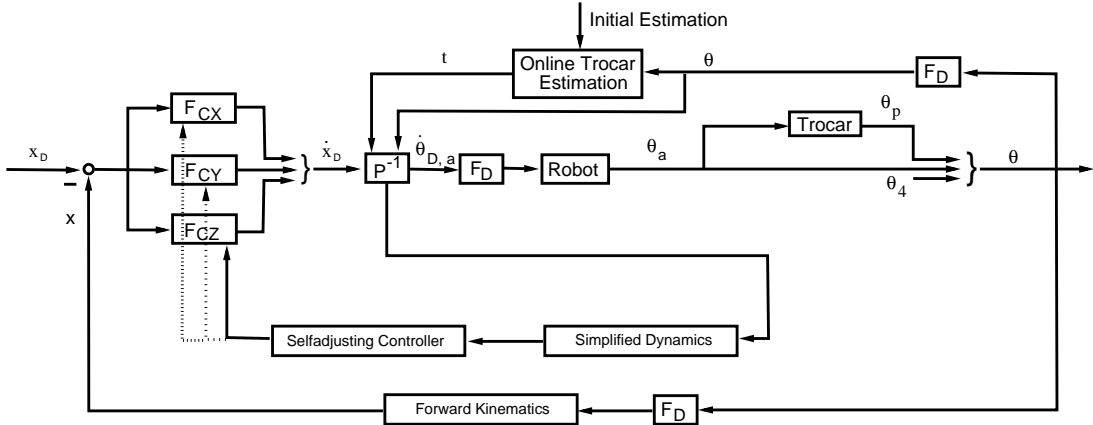 Initial Estimation
t
Online Trocar
Estimation
θ
F_D
F_CX
θ_p
Trocar
x_D
F_CY
ẋ_D
P^-1
θ̇_D, a
F_D
Robot
θ_a
θ
θ_4
–
x
F_CZ
Selfadjusting Controller
Simplified Dynamics
Forward Kinematics
F_D